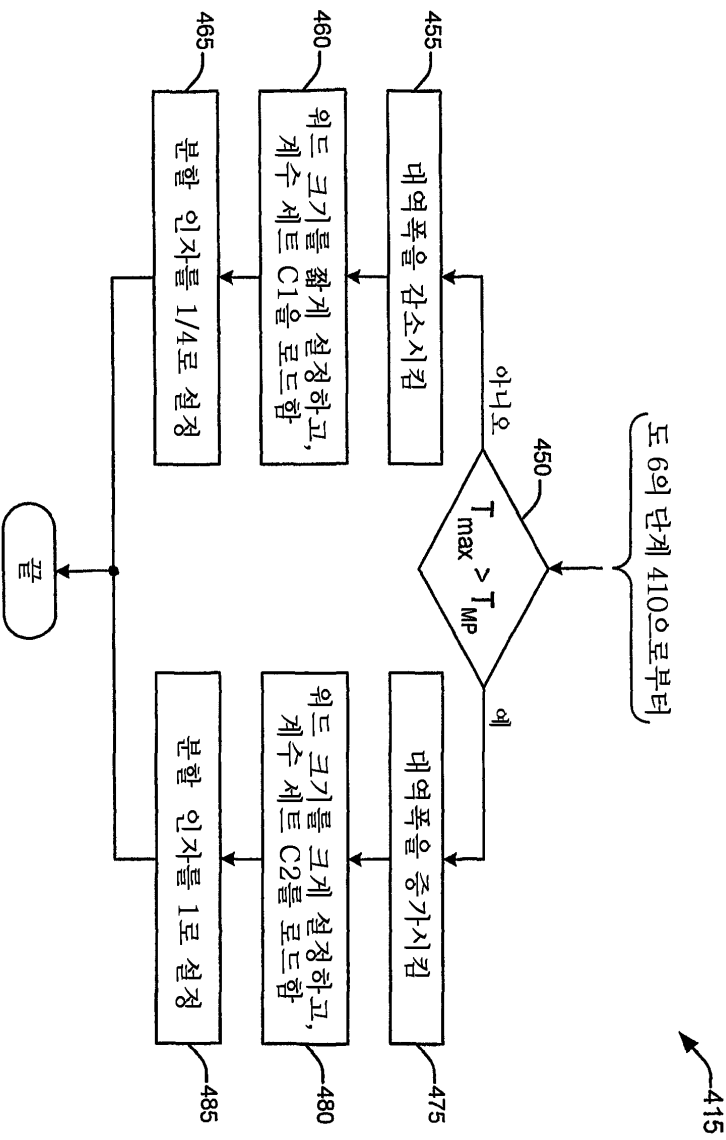 415
도 6의 단계 410으로부터
450
T max > T MP
아니오
예
455
대역폭을 감소시킴
460
워드 크기를 짧게 설정하고,
계수 세트 C1을 로드함
465
분할 인자를 1/4로 설정
대역폭을 증가시킴
475
워드 크기를 크게 설정하고,
계수 세트 C2를 로드함
480
분할 인자를 1로 설정
485
끝